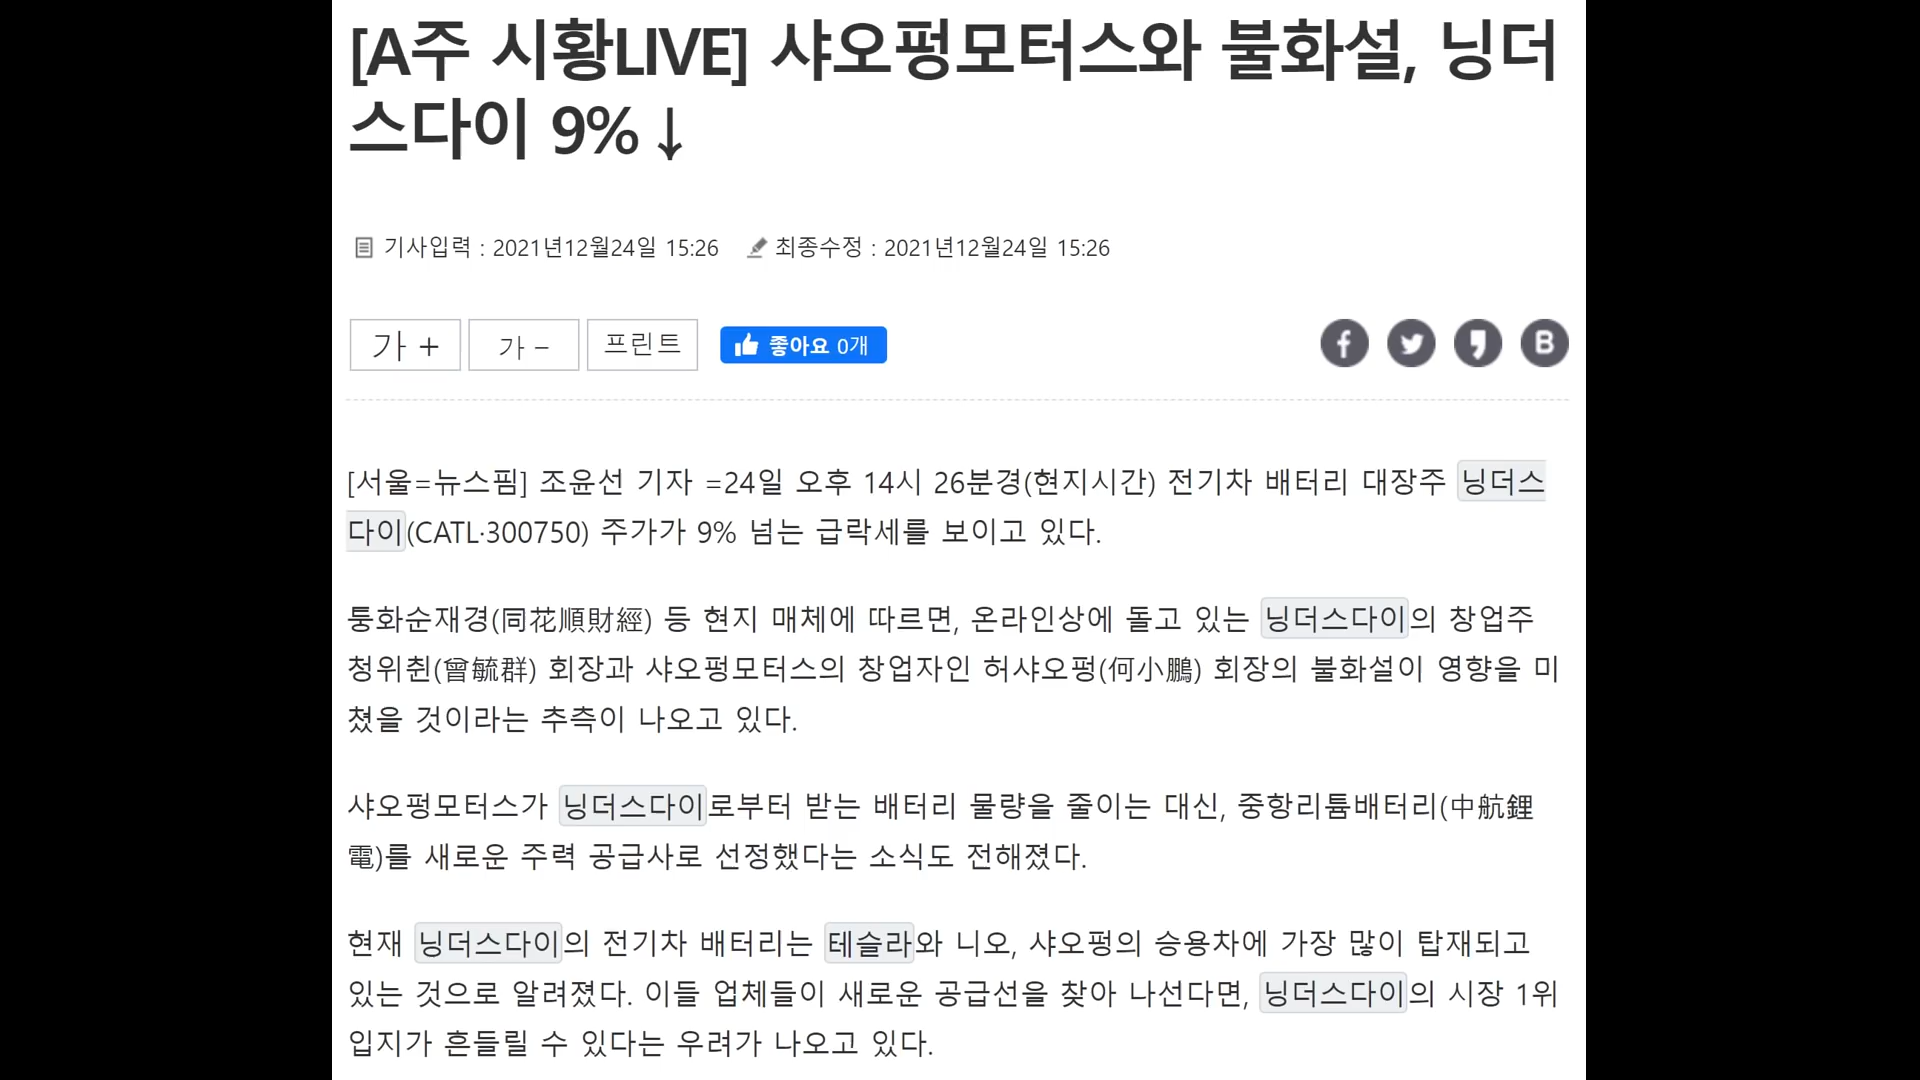 [A주 시황LIVE] 샤오펑모터스와 불화설, 닝더
스다이 9%↓
기사입력 : 2021년12월24일 15:26 최종수정 : 2021년12월24일 15:26
가 + 가 − 프린트 좋아요 0개
[서울=뉴스핌] 조윤선 기자 =24일 오후 14시 26분경(현지시간) 전기차 배터리 대장주 닝더스
다이(CATL·300750) 주가가 9% 넘는 급락세를 보이고 있다.
퉁화순재경(同花順財經) 등 현지 매체에 따르면, 온라인상에 돌고 있는 닝더스다이의 창업주
청위췬(曾毓群) 회장과 샤오펑모터스의 창업자인 허샤오펑(何小鵬) 회장의 불화설이 영향을 미
쳤을 것이라는 추측이 나오고 있다.
샤오펑모터스가 닝더스다이로부터 받는 배터리 물량을 줄이는 대신, 중항리튬배터리(中航鋰
電)를 새로운 주력 공급사로 선정했다는 소식도 전해졌다.
현재 닝더스다이의 전기차 배터리는 테슬라와 니오, 샤오펑의 승용차에 가장 많이 탑재되고
있는 것으로 알려졌다. 이들 업체들이 새로운 공급선을 찾아 나선다면, 닝더스다이의 시장 1위
입지가 흔들릴 수 있다는 우려가 나오고 있다.